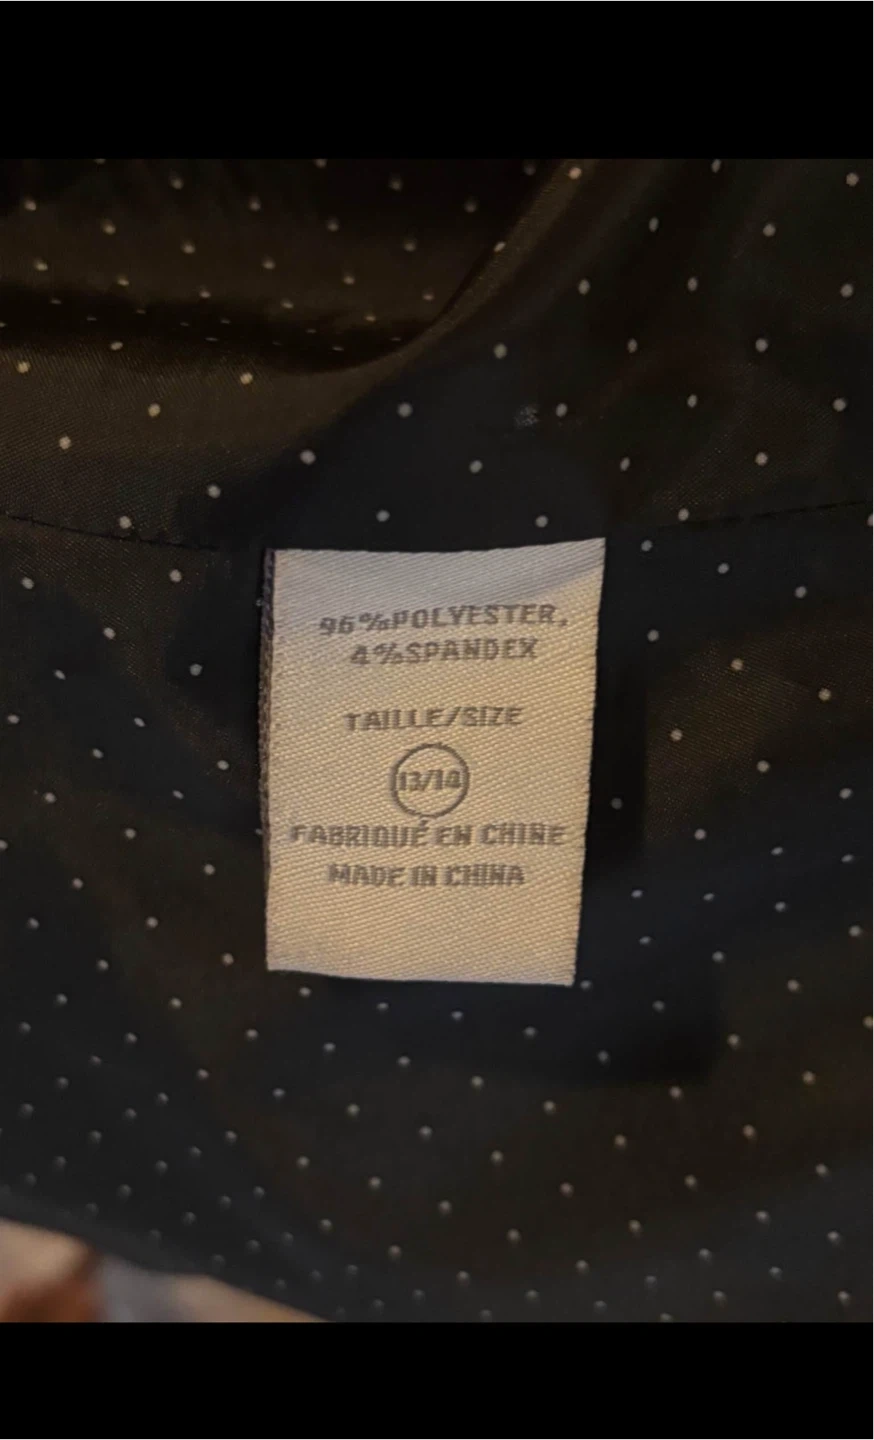 96%POLYESTER,
4%SPANDEX
TAILLE/SIZE
13/14
FABRIQUÉ EN CHINE
MADE IN CHINA